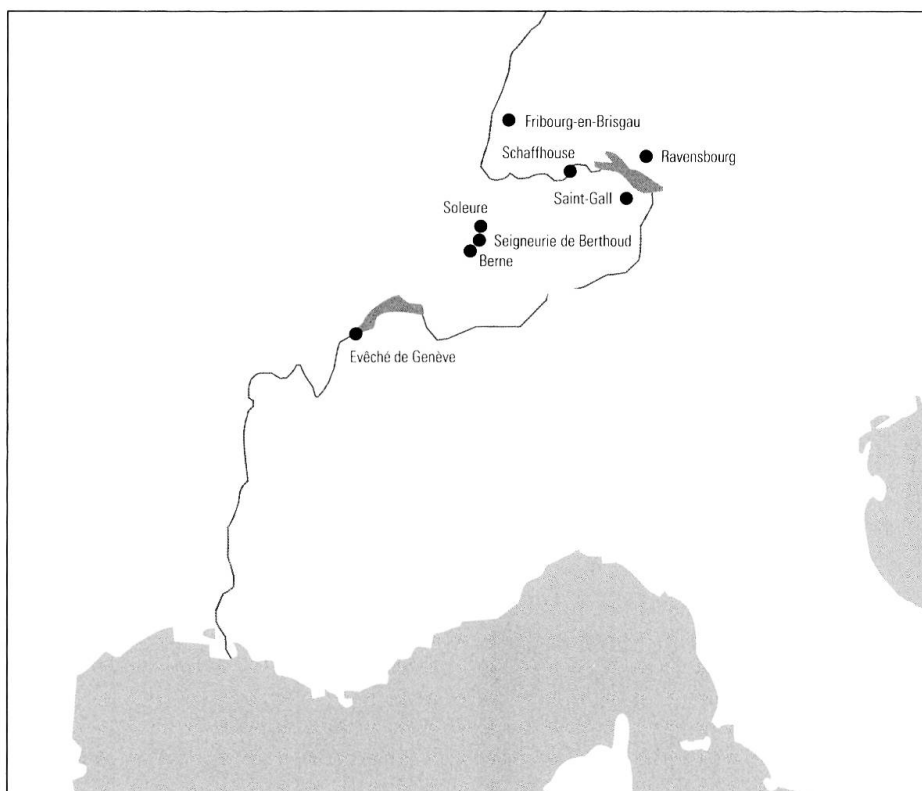 Fribourg-en-Brisgau
Schaffhouse
Ravensbourg
Saint-Gall
Soleure
Seigneurie de Berthoud
Berne
Evêché de Genève